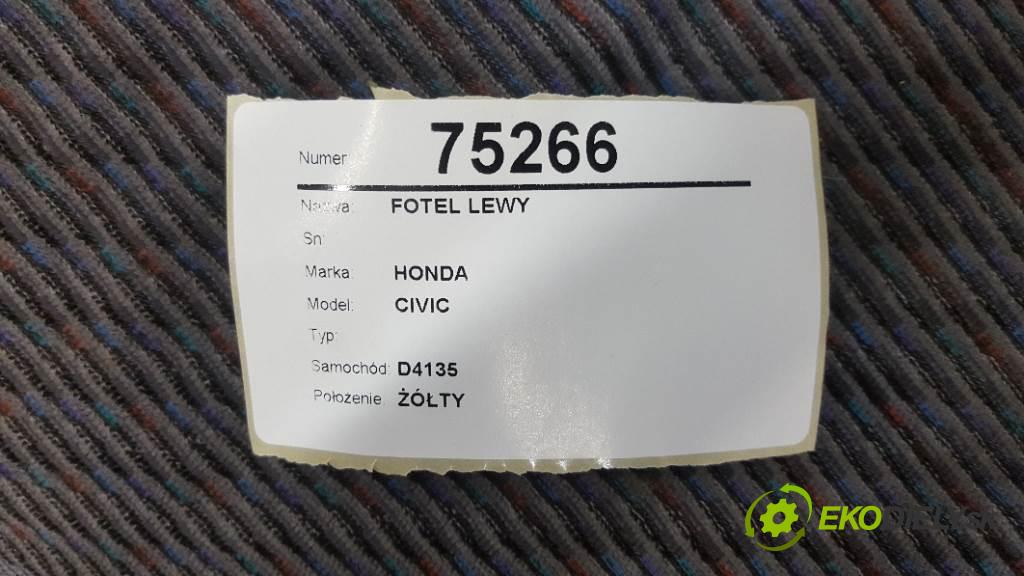 Numer: 75266
Nazwa: FOTEL LEWY
Sn:
Marka: HONDA
Model: CIVIC
Typ:
Samochód: D4135
Położenie: ŻÓŁTY
EKO